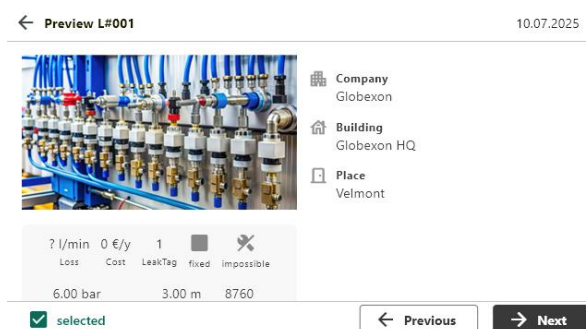 Preview L#001
10.07.2025
Company
Globexon
Building
Globexon HQ
Place
Velmont
? l/min 0 €/y 1
Loss Cost LeakTag fixed impossible
6.00 bar 3.00 m 8760
selected
Previous
Next